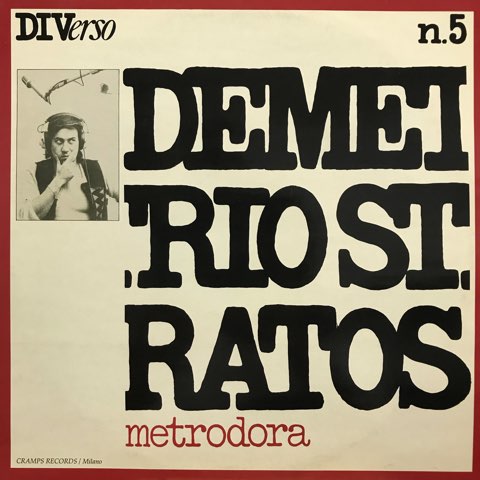 DIVerso
n.5
DEMET
RIO ST.
RATOS
metrodora
CRAMPS RECORDS / Milano